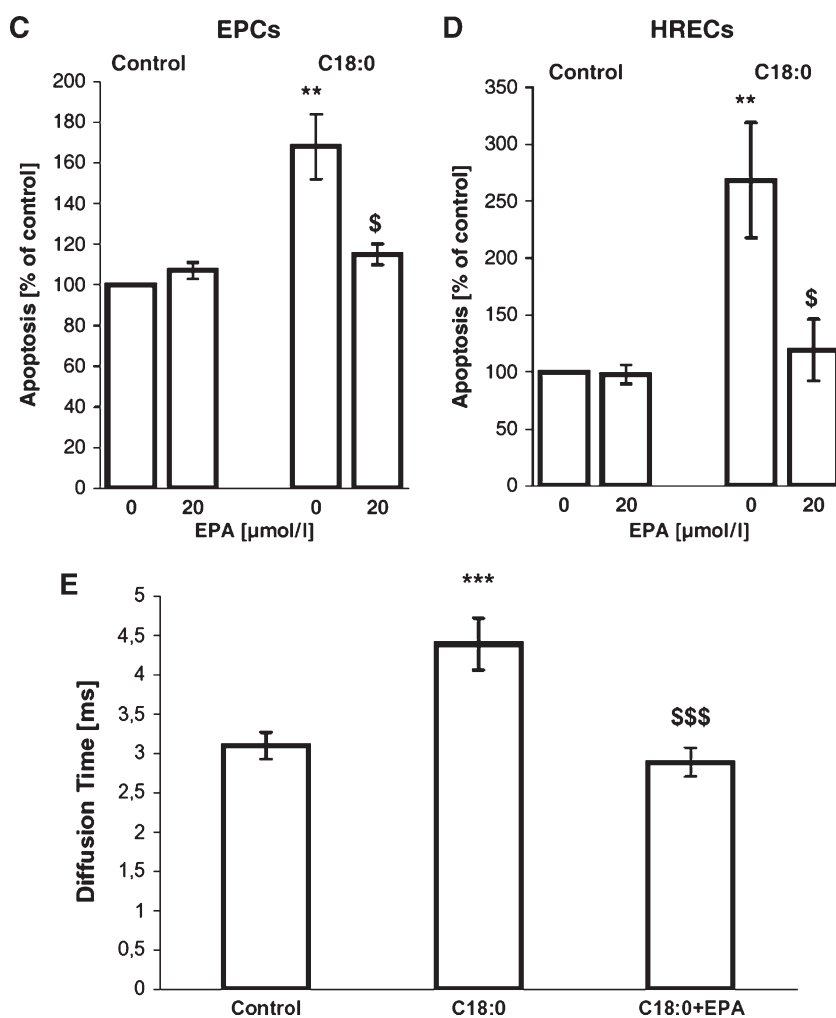 C EPCs
Control C18:0
200
180
160
140
120
100
80
60
40
20
0
**
$
Apoptosis [% of control]
0 20 0 20
EPA [µmol/l]
D HRECs
Control C18:0
350
300
250
200
150
100
50
0
**
$
Apoptosis [% of control]
0 20 0 20
EPA [µmol/l]
E
5
4,5
4
3,5
3
2,5
2
1,5
1
0,5
0
***
$$$
Diffusion Time [ms]
Control C18:0 C18:0+EPA